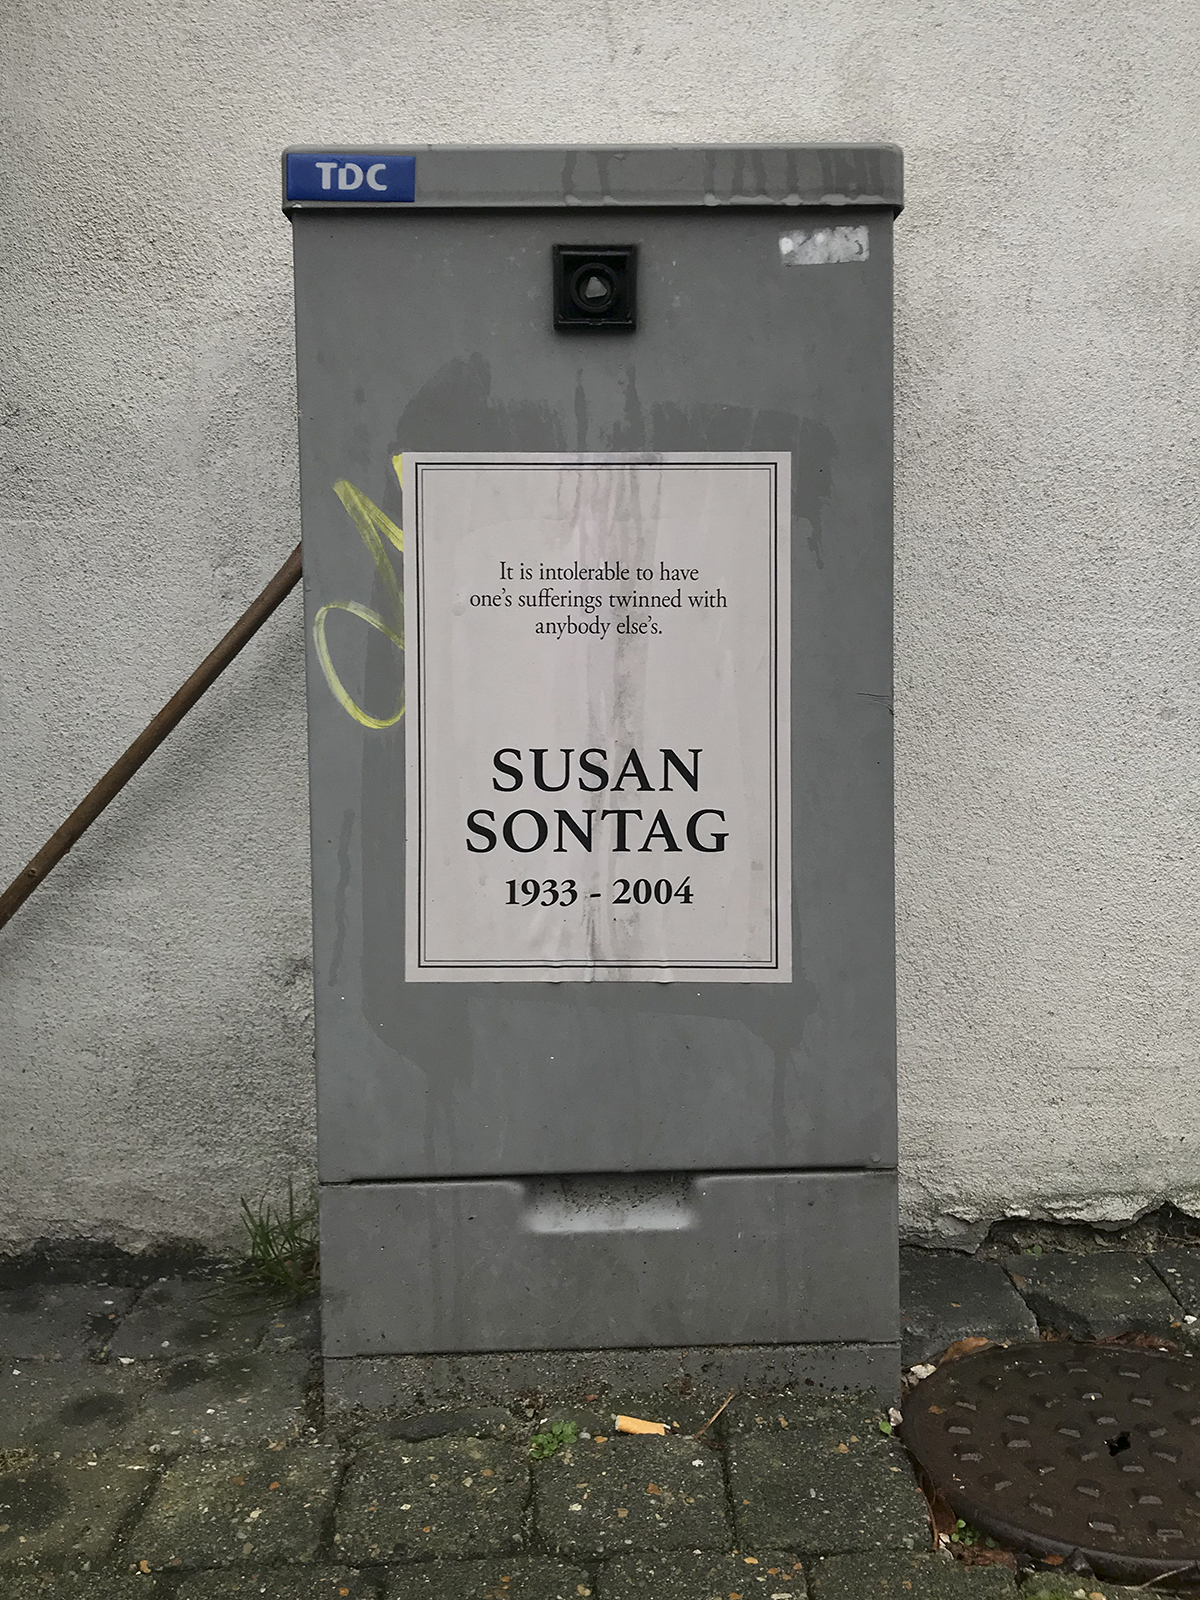 TDC
It is intolerable to have
one's sufferings twinned with
anybody else's.
SUSAN
SONTAG
1933 - 2004